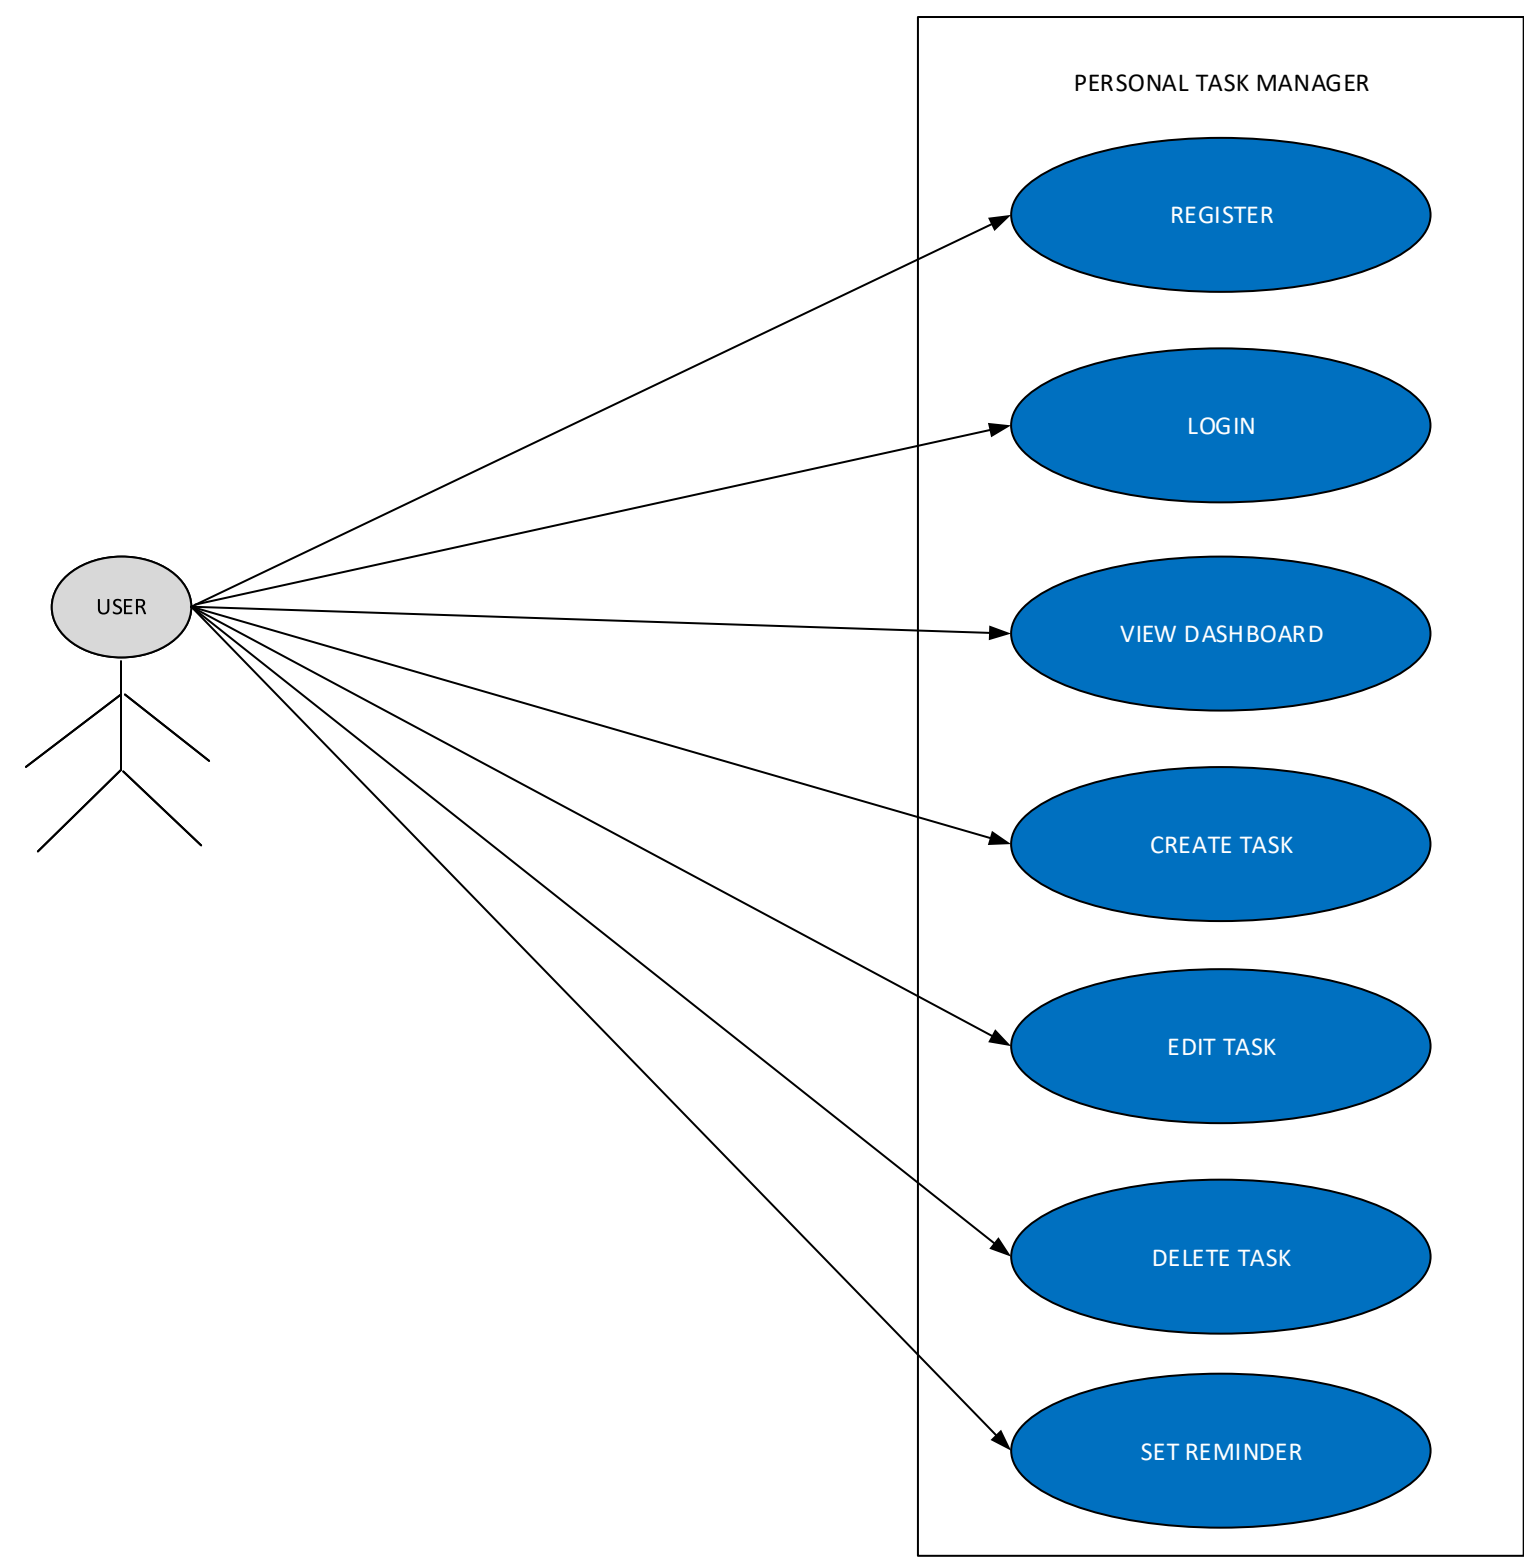 PERSONAL TASK MANAGER
REGISTER
LOGIN
USER
VIEW DASHBOARD
CREATE TASK
EDIT TASK
DELETE TASK
SET REMINDER